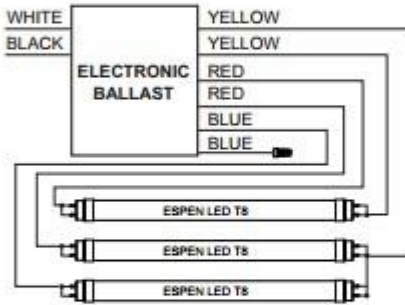 WHITE
BLACK
ELECTRONIC
BALLAST
YELLOW
YELLOW
RED
RED
BLUE
BLUE
ESPEN LED T8
ESPEN LED T8
ESPEN LED T8